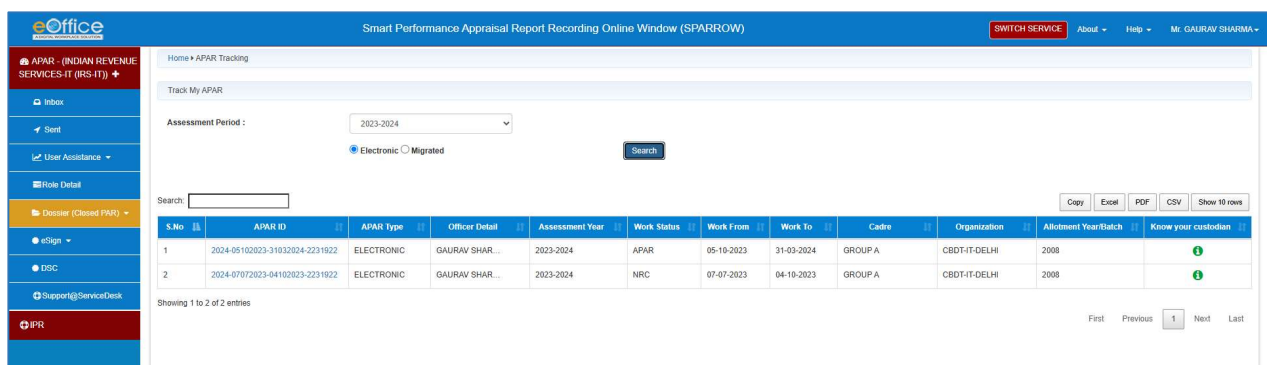 eOffice
A DIGITAL WORKPLACE SOLUTION
Smart Performance Appraisal Report Recording Online Window (SPARROW)
SWITCH SERVICE About Help Mr. GAURAV SHARMA
APAR - (INDIAN REVENUE SERVICES-IT (IRS-IT)) +
Inbox
Sent
User Assistance
Role Detail
Dossier (Closed PAR)
eSign
DSC
Support@ServiceDesk
IPR
Home APAR Tracking
Track My APAR
Assessment Period : 2023-2024
Electronic Migrated Search
Search: Copy Excel PDF CSV Show 10 rows
S.No APAR ID APAR Type Officer Detail Assessment Year Work Status Work From Work To Cadre Organization Allotment Year/Batch Know your custodian
1 2024-05102023-31032024-2231922 ELECTRONIC GAURAV SHAR... 2023-2024 APAR 05-10-2023 31-03-2024 GROUP A CBDT-IT-DELHI 2008
2 2024-07072023-04102023-2231922 ELECTRONIC GAURAV SHAR... 2023-2024 NRC 07-07-2023 04-10-2023 GROUP A CBDT-IT-DELHI 2008
Showing 1 to 2 of 2 entries
First Previous 1 Next Last